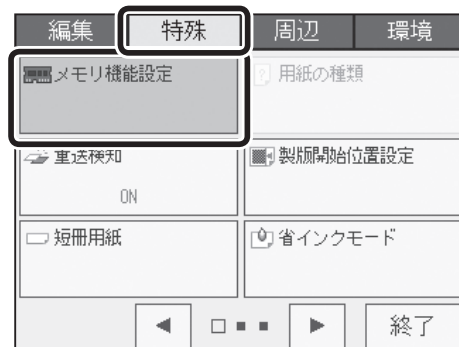 編集 特殊 周辺 環境
メモリ機能設定 用紙の種類
重送検知 製版開始位置設定
ON
短冊用紙 省インクモード
終了